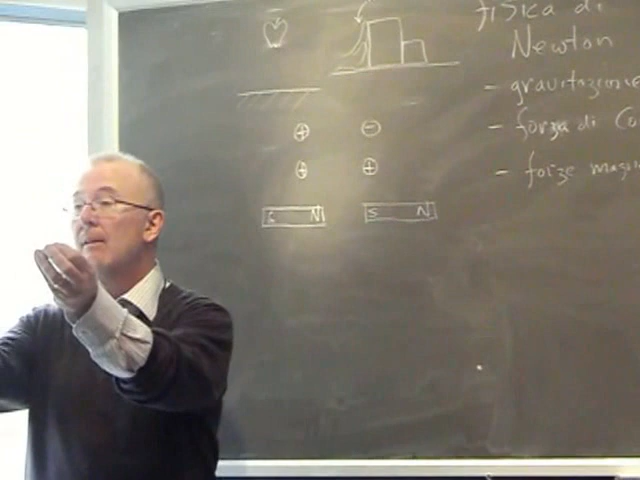 fisica di
Newton
- gravitazione
- forza di Co
- forze magn
+ -
+ +
S N S N